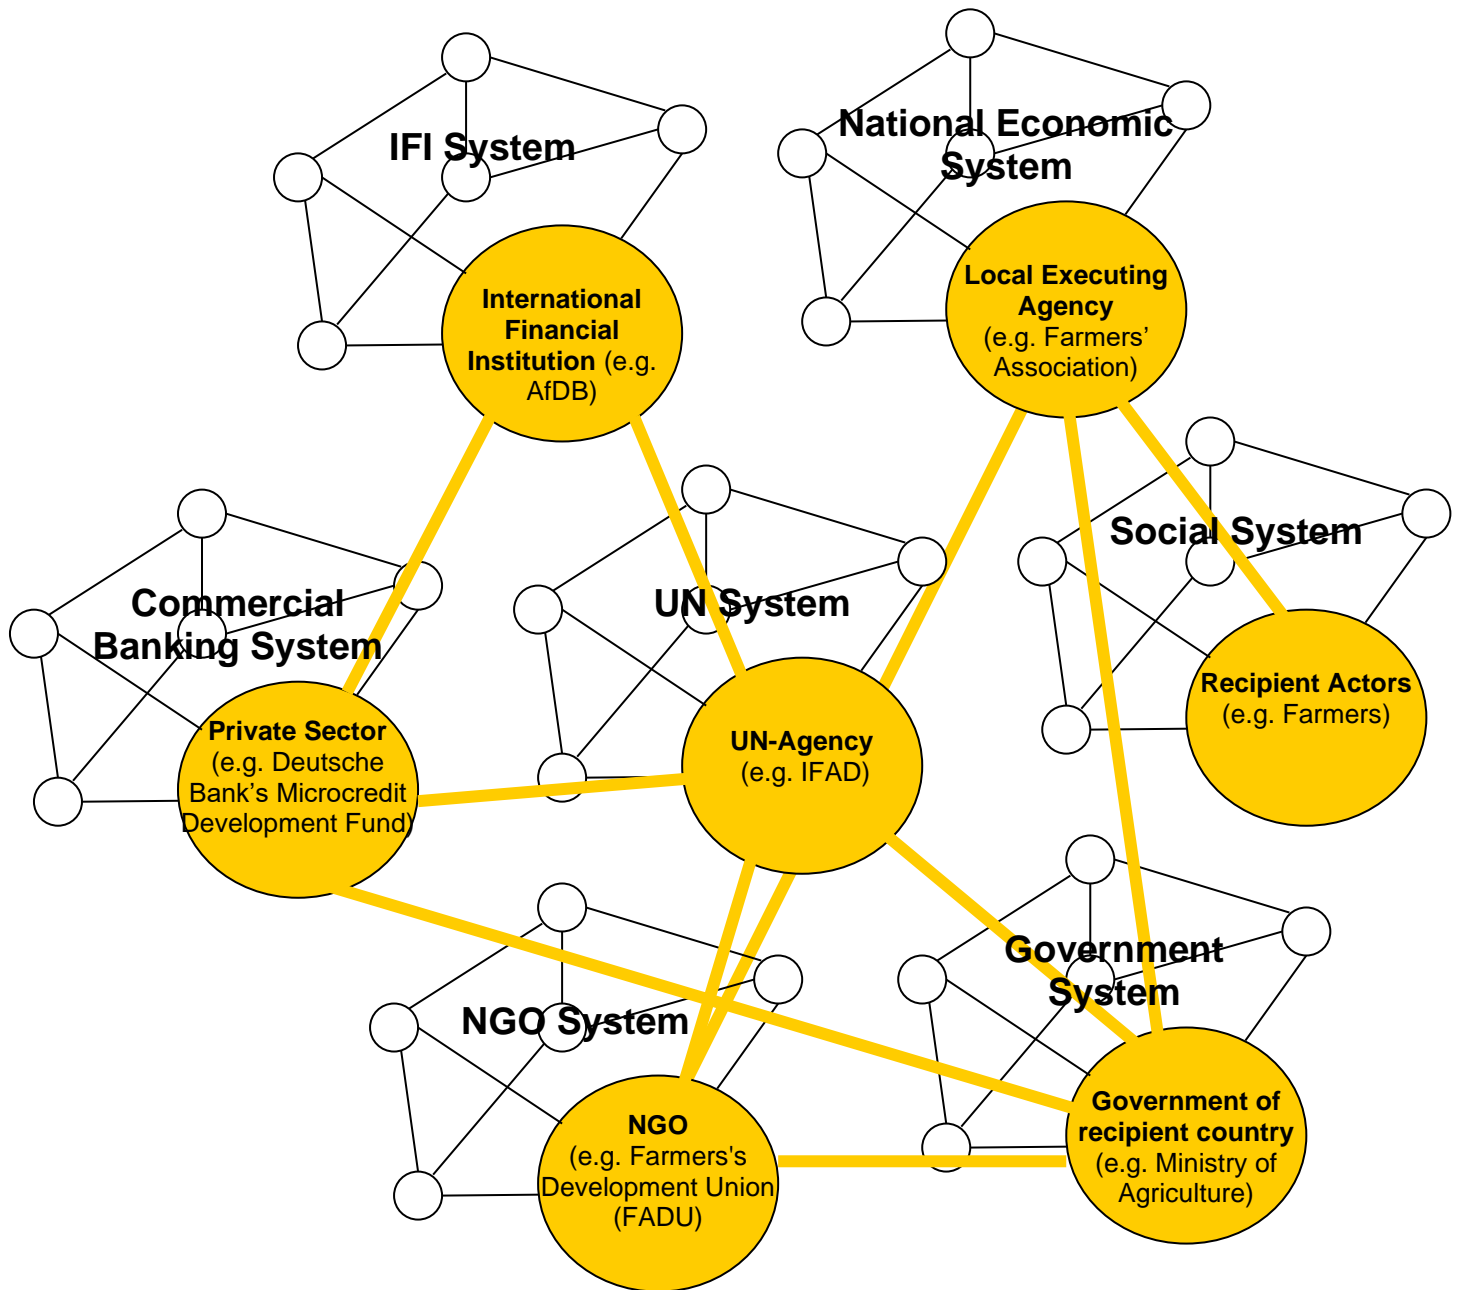 IFI System
National Economic
System
International
Financial
Institution (e.g.
AfDB)
Local Executing
Agency
(e.g. Farmers’
Association)
Commercial
Banking System
UN System
Social System
Private Sector
(e.g. Deutsche
Bank’s Microcredit
Development Fund)
UN-Agency
(e.g. IFAD)
Recipient Actors
(e.g. Farmers)
NGO System
Government
System
NGO
(e.g. Farmers's
Development Union
(FADU)
Government of
recipient country
(e.g. Ministry of
Agriculture)